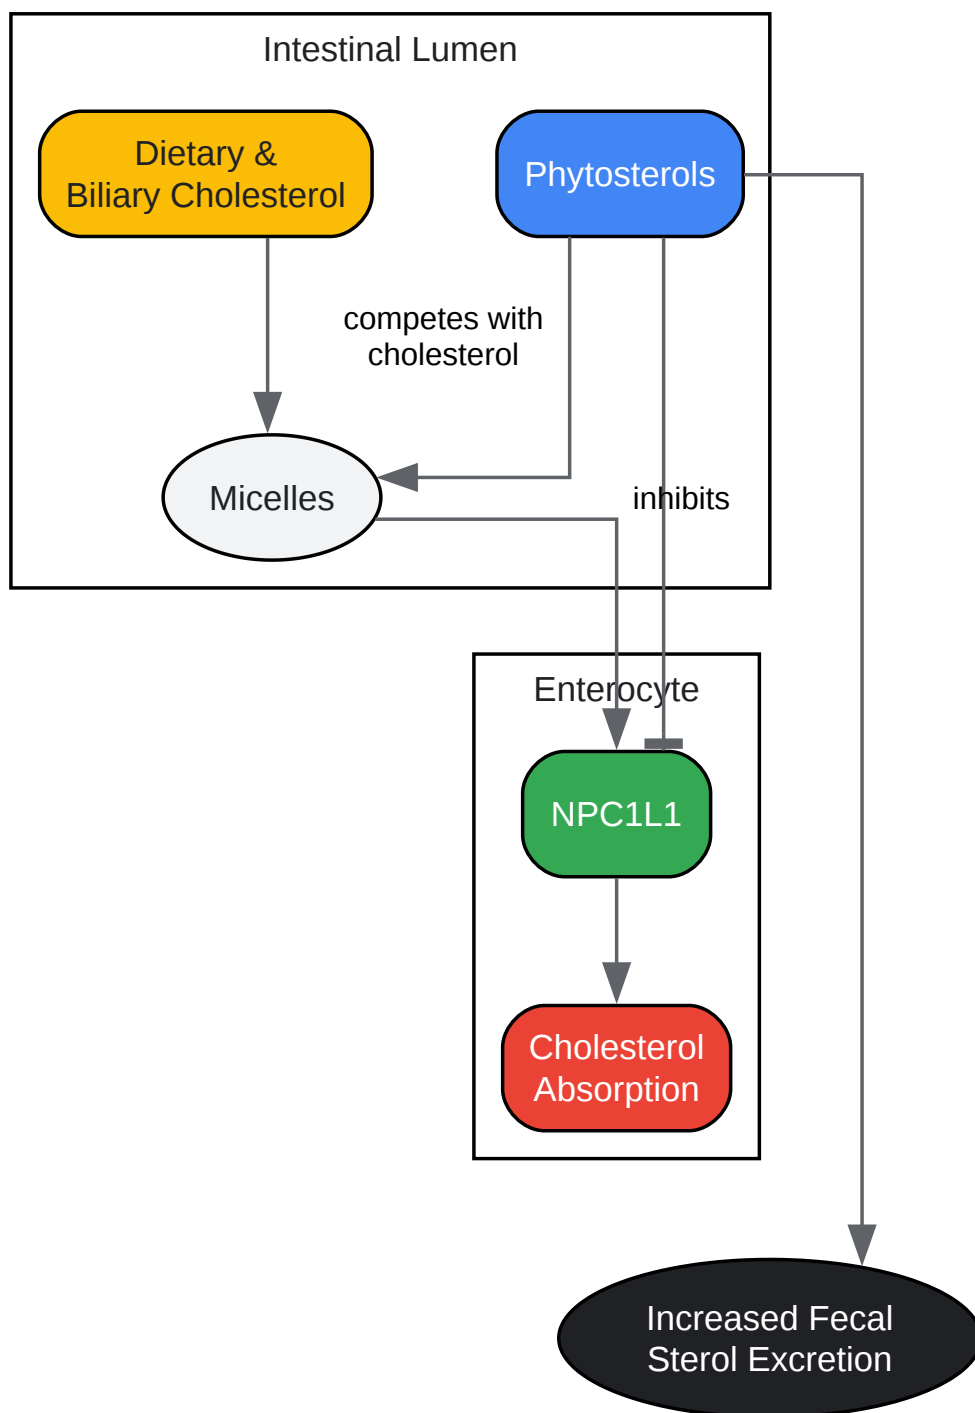 Intestinal Lumen
Dietary &
Biliary Cholesterol
Phytosterols
competes with
cholesterol
Micelles
inhibits
Enterocyte
NPC1L1
Cholesterol
Absorption
Increased Fecal
Sterol Excretion